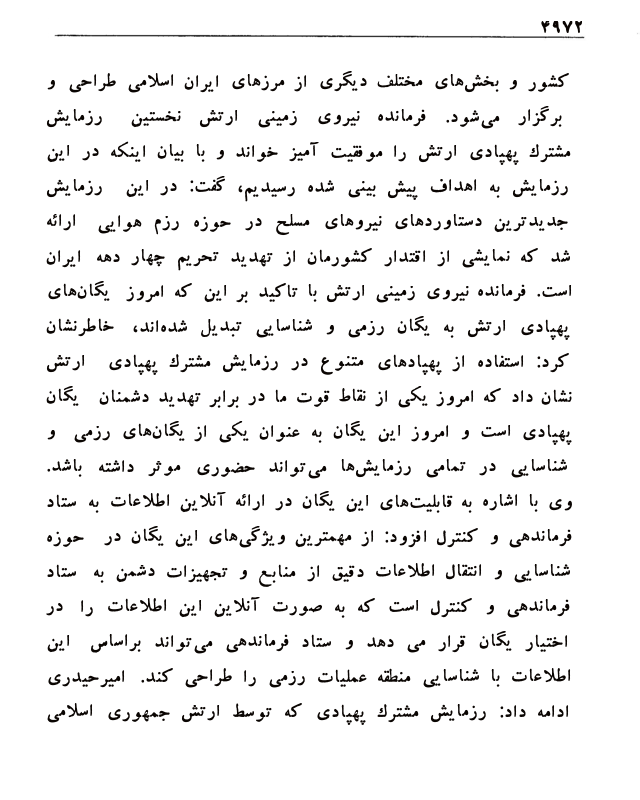 ۴۹۷۲
کشور و بخش‌های مختلف دیگری از مرزهای ایران اسلامی طراحی و
برگزار می‌شود. فرمانده نیروی زمینی ارتش نخستین رزمایش
مشترك پهپادی ارتش را موفقیت آمیز خواند و با بیان اینکه در این
رزمایش به اهداف پیش بینی شده رسیدیم، گفت: در این رزمایش
جدیدترین دستاوردهای نیروهای مسلح در حوزه رزم هوایی ارائه
شد که نمایشی از اقتدار کشورمان از تهدید تحریم چهار دهه ایران
است. فرمانده نیروی زمینی ارتش با تاکید بر این که امروز یگان‌های
پهپادی ارتش به یگان رزمی و شناسایی تبدیل شده‌اند، خاطرنشان
کرد: استفاده از پهپادهای متنوع در رزمایش مشترك پهپادی ارتش
نشان داد که امروز یکی از نقاط قوت ما در برابر تهدید دشمنان یگان
پهپادی است و امروز این یگان به عنوان یکی از یگان‌های رزمی و
شناسایی در تمامی رزمایش‌ها می‌تواند حضوری موثر داشته باشد.
وی با اشاره به قابلیت‌های این یگان در ارائه آنلاین اطلاعات به ستاد
فرماندهی و کنترل افزود: از مهمترین ویژگی‌های این یگان در حوزه
شناسایی و انتقال اطلاعات دقیق از منابع و تجهیزات دشمن به ستاد
فرماندهی و کنترل است که به صورت آنلاین این اطلاعات را در
اختیار یگان قرار می دهد و ستاد فرماندهی می‌تواند براساس این
اطلاعات با شناسایی منطقه عملیات رزمی را طراحی کند. امیرحیدری
ادامه داد: رزمایش مشترك پهپادی که توسط ارتش جمهوری اسلامی